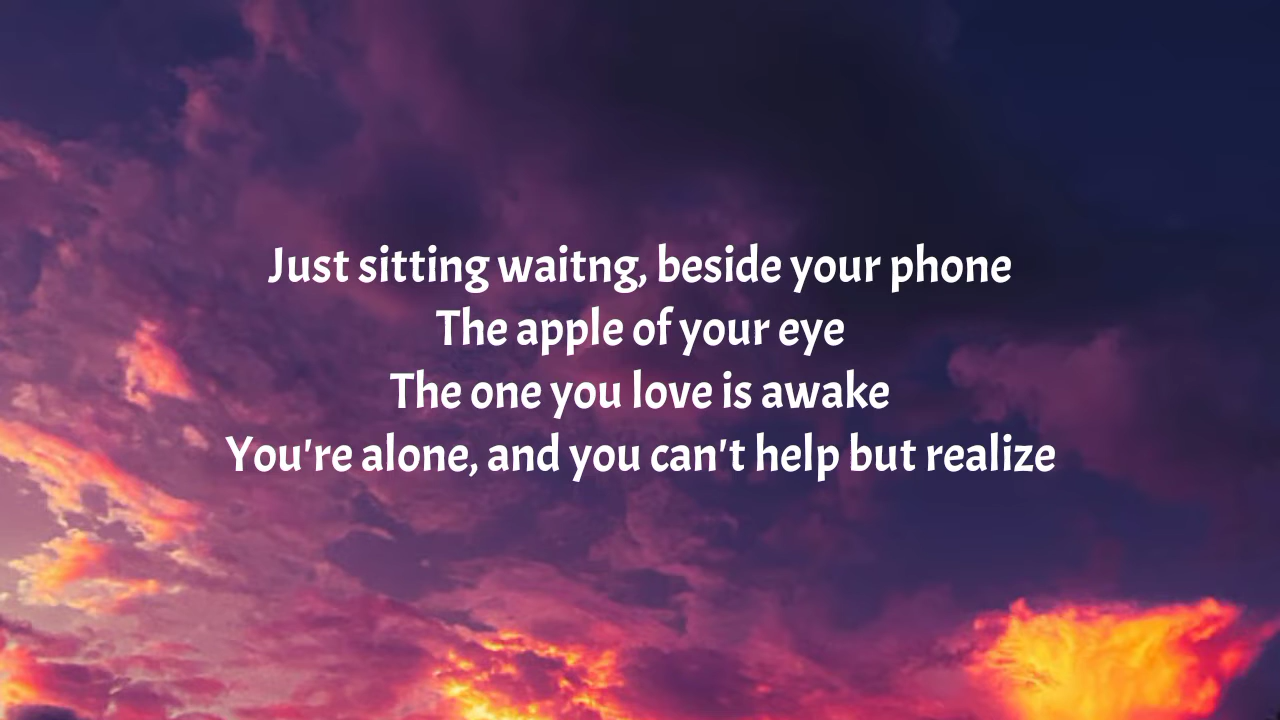 Just sitting waitng, beside your phone
The apple of your eye
The one you love is awake
You're alone, and you can't help but realize